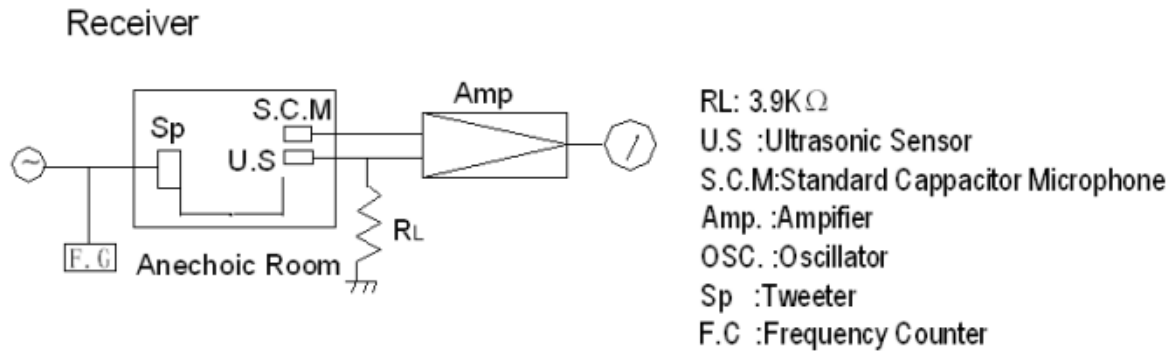 Receiver
Amp
S.C.M
Sp
U.S
RL
F.G
Anechoic Room
RL: 3.9KΩ
U.S :Ultrasonic Sensor
S.C.M:Standard Cappacitor Microphone
Amp. :Ampifier
OSC. :Oscillator
Sp :Tweeter
F.C :Frequency Counter